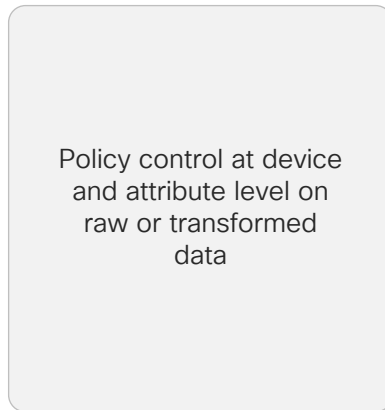 Policy control at device
and attribute level on
raw or transformed
data